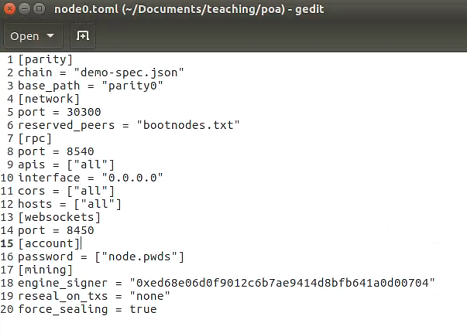 node0.toml (~/Documents/teaching/poa) - gedit
Open
1 [parity]
2 chain = "demo-spec.json"
3 base_path = "parity0"
4 [network]
5 port = 30300
6 reserved_peers = "bootnodes.txt"
7 [rpc]
8 port = 8540
9 apis = ["all"]
10 interface = "0.0.0.0"
11 cors = ["all"]
12 hosts = ["all"]
13 [websockets]
14 port = 8450
15 [account]
16 password = ["node.pwds"]
17 [mining]
18 engine_signer = "0xed68e06d0f9012c6b7ae9414d8bfb641a0d00704"
19 reseal_on_txs = "none"
20 force_sealing = true